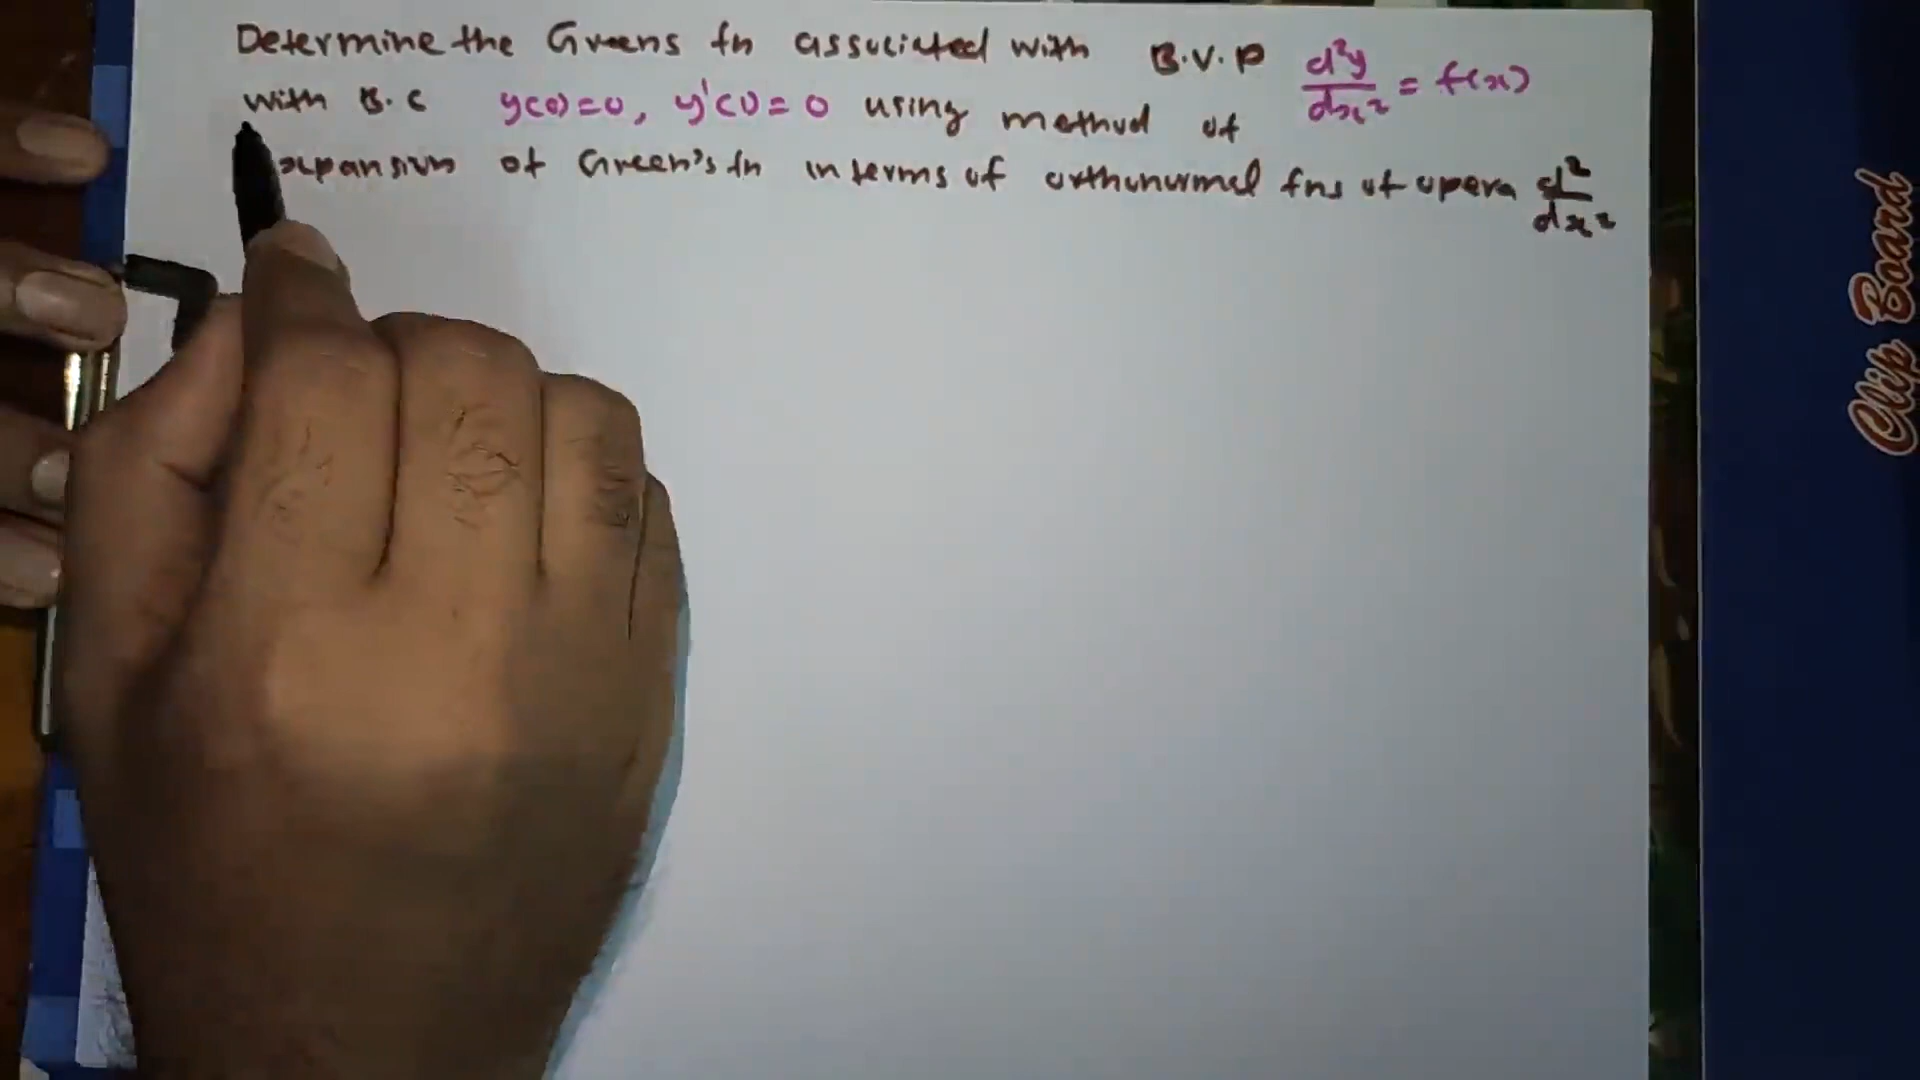 Determine the Greens fn associated with B.V.P d²y/dx² = f(x)
with B.C y(0)=0, y'(1)=0 using method of
expansion of Green's fn in terms of orthonormal fns of opera d²/dx²
Clip Board